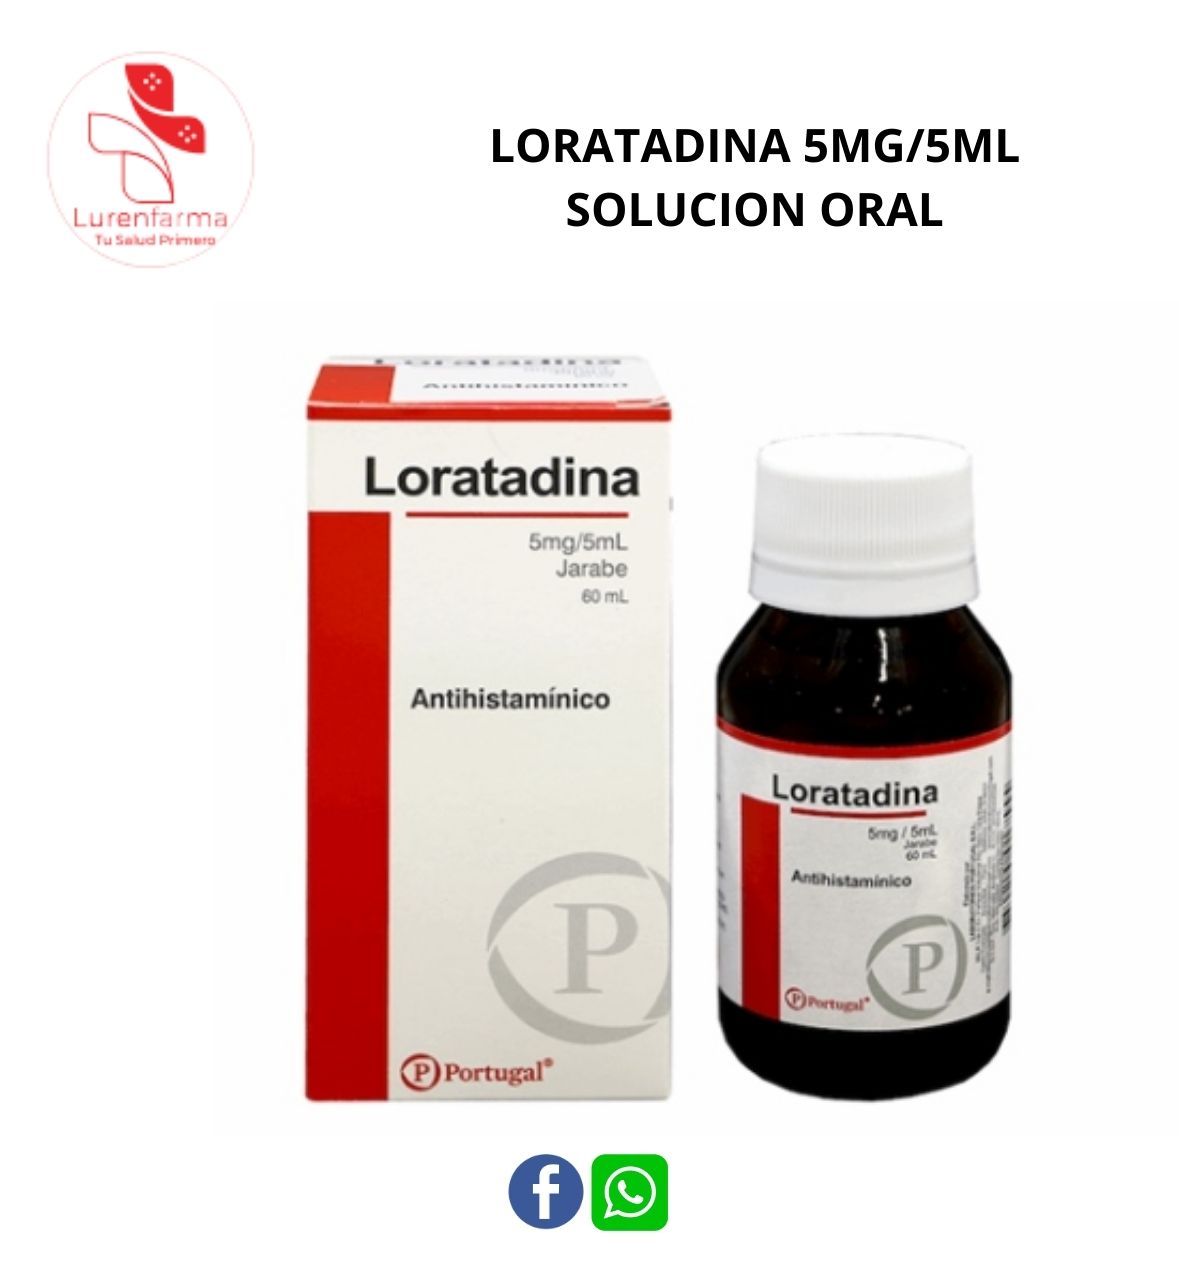 Lurenfarma
Tu Salud Primero
LORATADINA 5MG/5ML
SOLUCION ORAL
Loratadina
Antihistamínico
Loratadina
5mg/5mL
Jarabe
60 mL
Antihistamínico
P
P Portugal®
Loratadina
5mg / 5mL
Jarabe
60 mL
Antihistamínico
P
P Portugal®